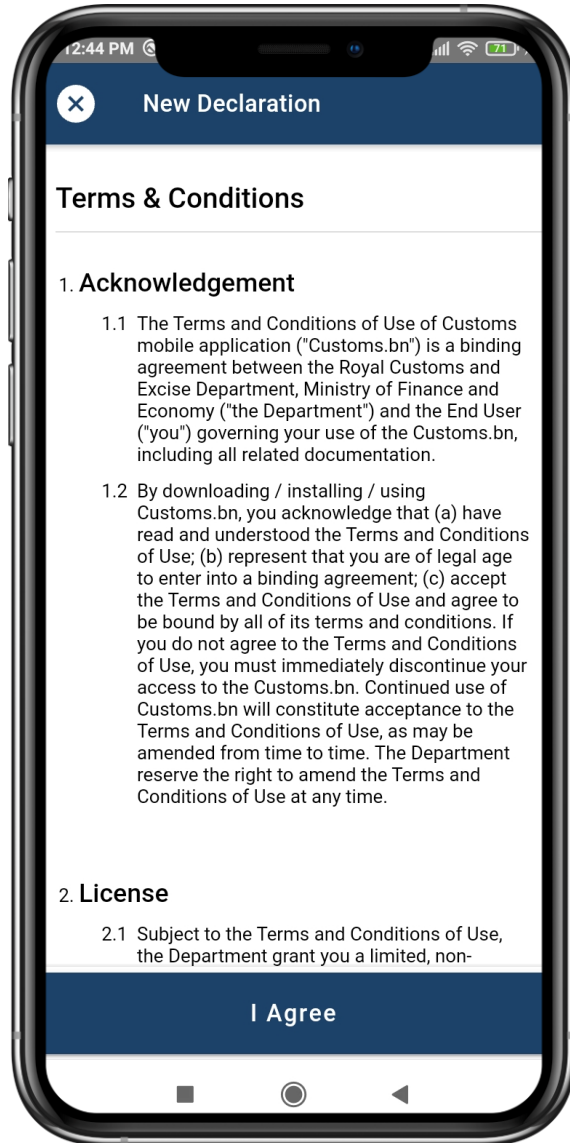 12:44 PM
71
New Declaration
Terms & Conditions
1. Acknowledgement
1.1 The Terms and Conditions of Use of Customs
mobile application ("Customs.bn") is a binding
agreement between the Royal Customs and
Excise Department, Ministry of Finance and
Economy ("the Department") and the End User
("you") governing your use of the Customs.bn,
including all related documentation.
1.2 By downloading / installing / using
Customs.bn, you acknowledge that (a) have
read and understood the Terms and Conditions
of Use; (b) represent that you are of legal age
to enter into a binding agreement; (c) accept
the Terms and Conditions of Use and agree to
be bound by all of its terms and conditions. If
you do not agree to the Terms and Conditions
of Use, you must immediately discontinue your
access to the Customs.bn. Continued use of
Customs.bn will constitute acceptance to the
Terms and Conditions of Use, as may be
amended from time to time. The Department
reserve the right to amend the Terms and
Conditions of Use at any time.
2. License
2.1 Subject to the Terms and Conditions of Use,
the Department grant you a limited, non-
I Agree